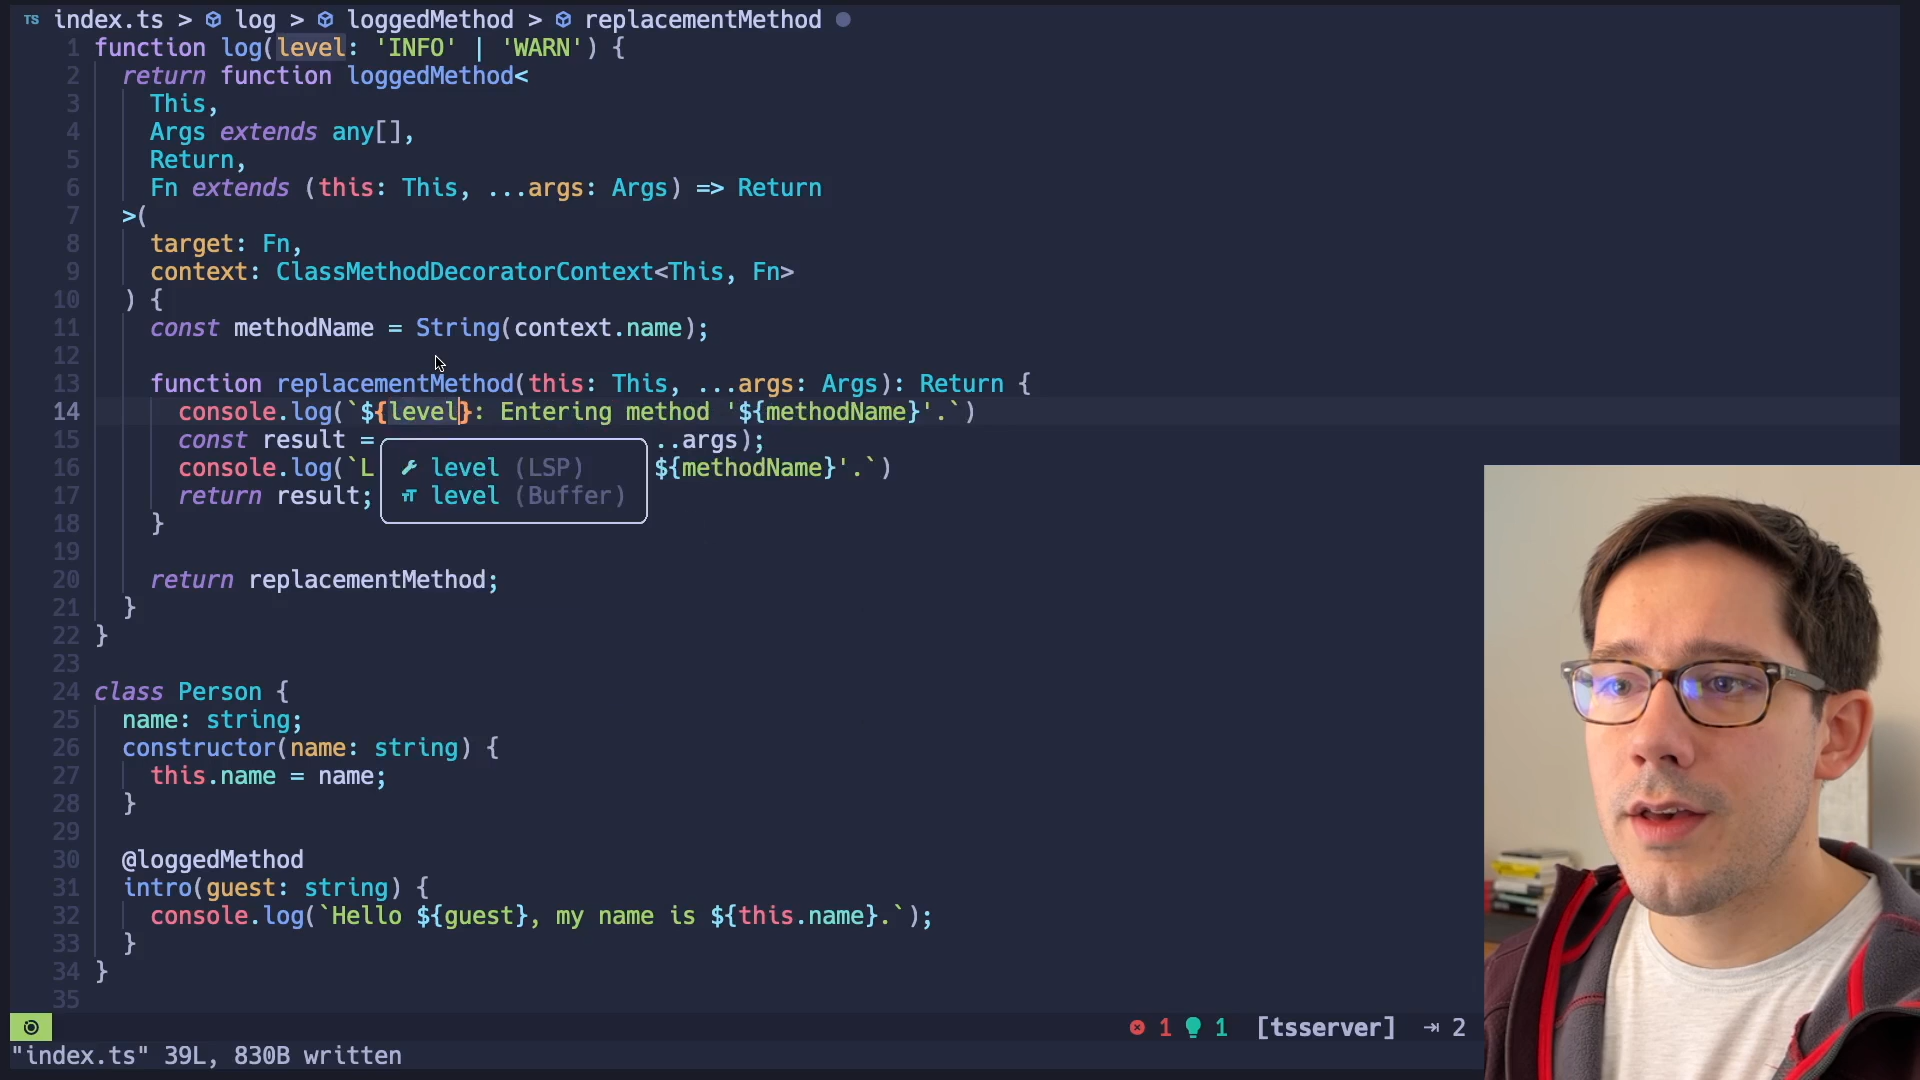 TS index.ts > log > loggedMethod > replacementMethod
1 function log(level: 'INFO' | 'WARN') {
2 return function loggedMethod<
3 This,
4 Args extends any[],
5 Return,
6 Fn extends (this: This, ...args: Args) => Return
7 >(
8 target: Fn,
9 context: ClassMethodDecoratorContext<This, Fn>
10 ) {
11 const methodName = String(context.name);
12
13 function replacementMethod(this: This, ...args: Args): Return {
14 console.log(`${level}: Entering method '${methodName}'.`)
15 const result = ..args);
16 console.log(`L ${methodName}'.`)
17 return result;
level (LSP)
level (Buffer)
18 }
19
20 return replacementMethod;
21 }
22 }
23
24 class Person {
25 name: string;
26 constructor(name: string) {
27 this.name = name;
28 }
29
30 @loggedMethod
31 intro(guest: string) {
32 console.log(`Hello ${guest}, my name is ${this.name}.`);
33 }
34 }
35
1 1 [tsserver] ⇥ 2
"index.ts" 39L, 830B written